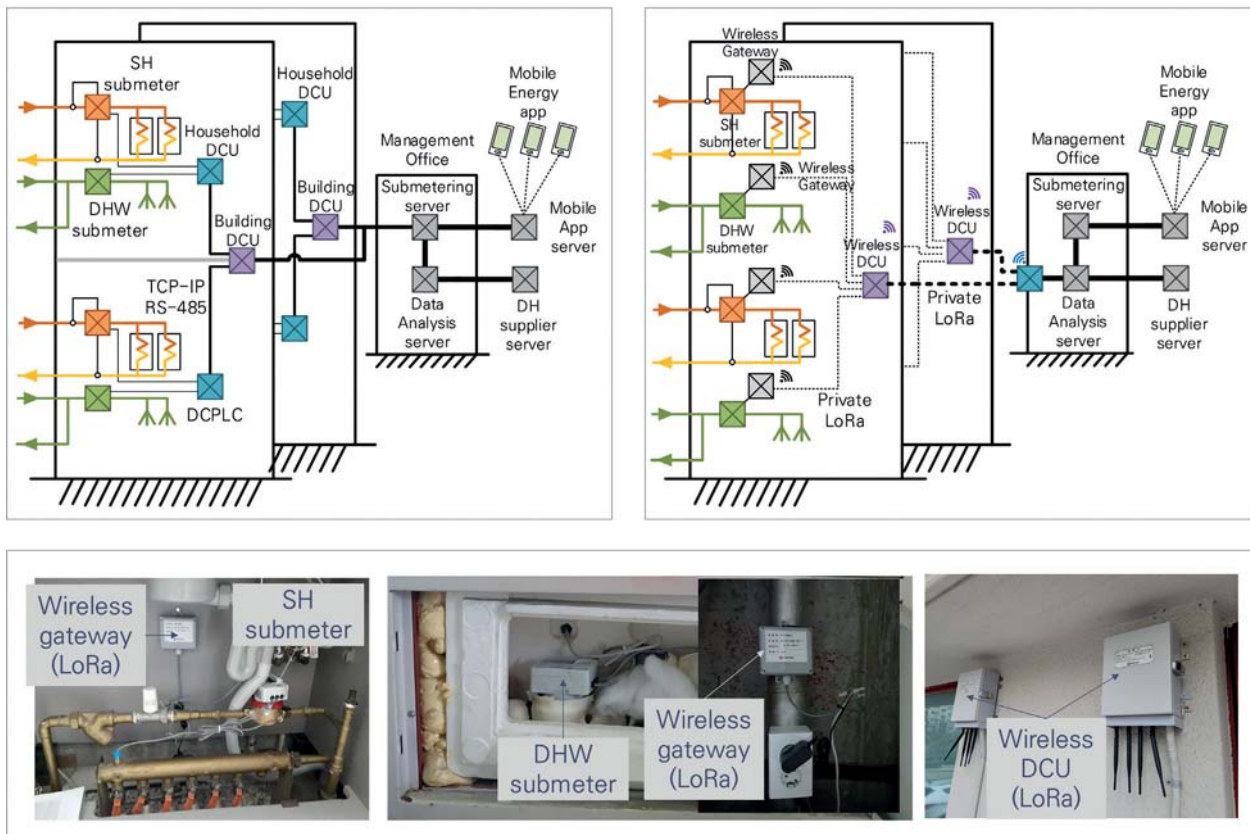 SH
submeter
Household
DCU
DHW
submeter
Building
DCU
TCP-IP
RS-485
DCPLC
Household
DCU
Building
DCU
Management
Office
Submetering
server
Data
Analysis
server
Mobile
Energy
app
Mobile
App
server
DH
supplier
server
Wireless
Gateway
SH
submeter
Wireless
Gateway
DHW
submeter
Wireless
DCU
Private
LoRa
Wireless
DCU
Private
LoRa
Management
Office
Submetering
server
Data
Analysis
server
Mobile
Energy
app
Mobile
App
server
DH
supplier
server
Wireless
gateway
(LoRa)
SH
submeter
DHW
submeter
Wireless
gateway
(LoRa)
Wireless
DCU
(LoRa)